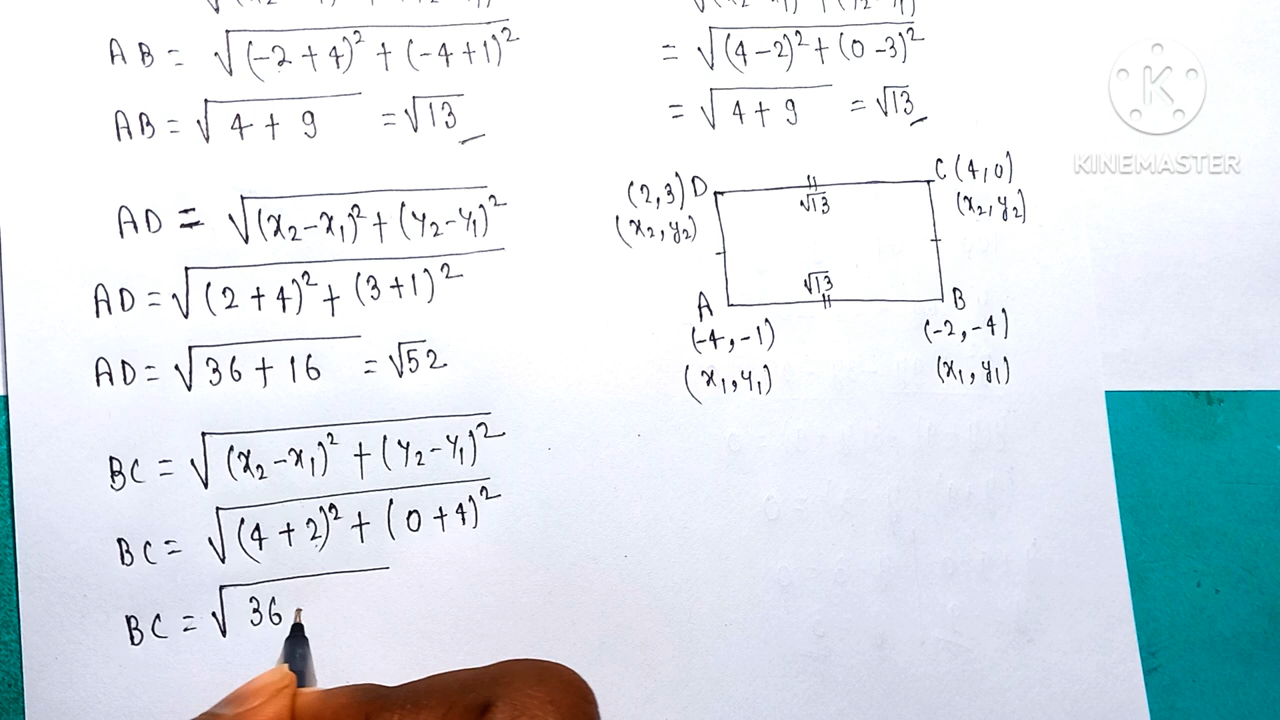 AB = √(-2+4)² + (-4+1)²
AB = √4+9 = √13
AD = √(x₂-x₁)² + (y₂-y₁)²
AD = √(2+4)² + (3+1)²
AD = √36+16 = √52
BC = √(x₂-x₁)² + (y₂-y₁)²
BC = √(4+2)² + (0+4)²
BC = √36
= √(4-2)² + (0-3)²
= √4+9 = √13
(2,3) D
(x₂, y₂)
C (4,0)
(x₂, y₂)
√13
√13
A
(-4,-1)
(x₁, y₁)
B
(-2,-4)
(x₁, y₁)
K
KINEMASTER